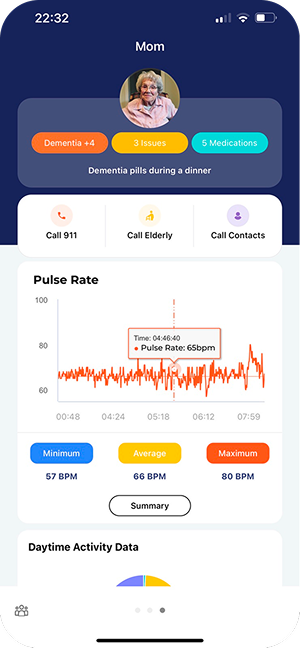 22:32
Mom
Dementia +4
3 Issues
5 Medications
Dementia pills during a dinner
Call 911
Call Elderly
Call Contacts
Pulse Rate
100
80
60
Time: 04:46:40
Pulse Rate: 65bpm
00:48
04:24
05:18
06:12
07:59
Minimum
Average
Maximum
57 BPM
66 BPM
80 BPM
Summary
Daytime Activity Data